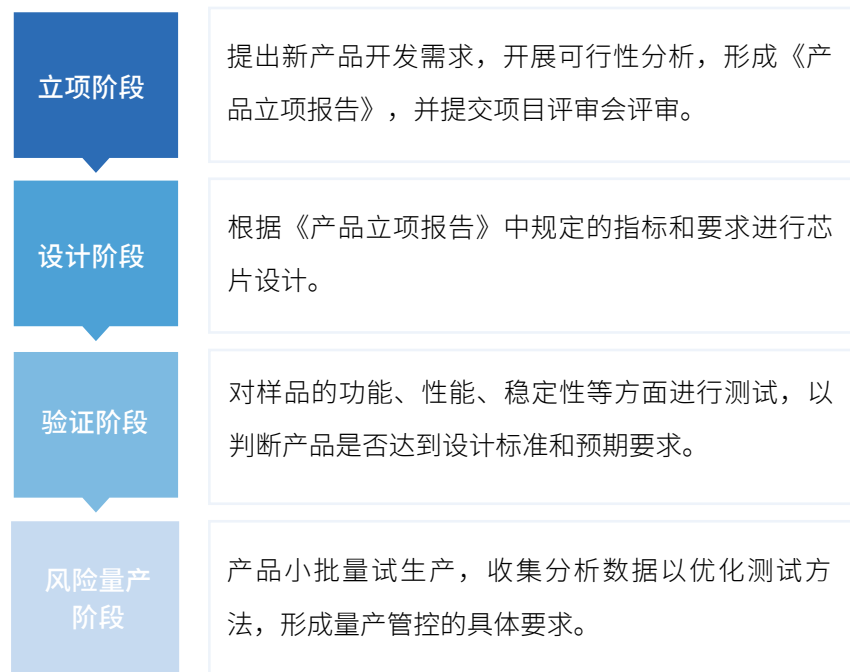 立项阶段
提出新产品开发需求，开展可行性分析，形成《产
品立项报告》，并提交项目评审会评审。
设计阶段
根据《产品立项报告》中规定的指标和要求进行芯
片设计。
验证阶段
对样品的功能、性能、稳定性等方面进行测试，以
判断产品是否达到设计标准和预期要求。
风险量产
阶段
产品小批量试生产，收集分析数据以优化测试方
法，形成量产管控的具体要求。